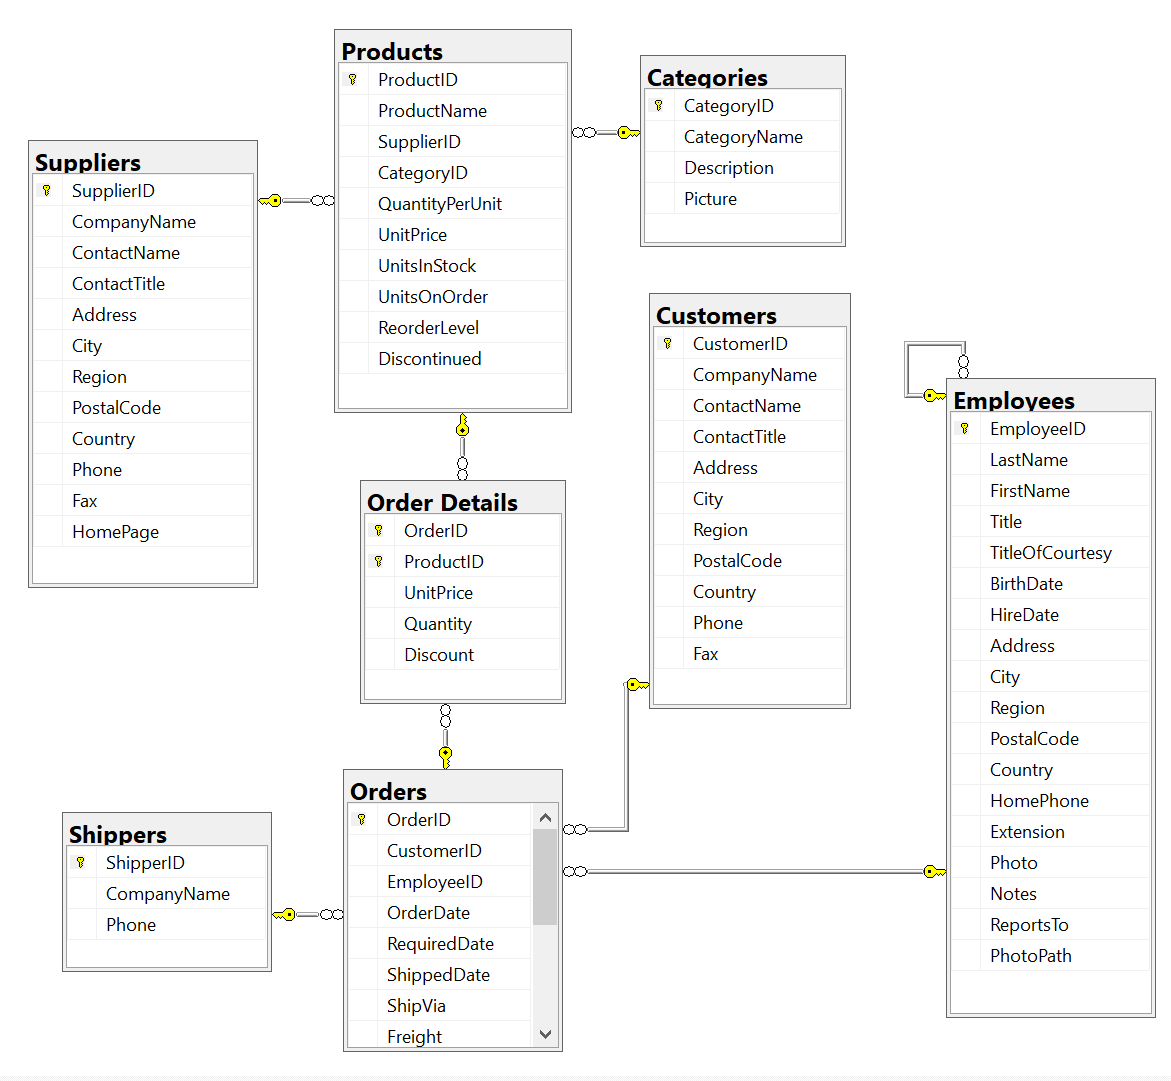 Products
ProductID
ProductName
SupplierID
CategoryID
QuantityPerUnit
UnitPrice
UnitsInStock
UnitsOnOrder
ReorderLevel
Discontinued
Categories
CategoryID
CategoryName
Description
Picture
Suppliers
SupplierID
CompanyName
ContactName
ContactTitle
Address
City
Region
PostalCode
Country
Phone
Fax
HomePage
Customers
CustomerID
CompanyName
ContactName
ContactTitle
Address
City
Region
PostalCode
Country
Phone
Fax
Employees
EmployeeID
LastName
FirstName
Title
TitleOfCourtesy
BirthDate
HireDate
Address
City
Region
PostalCode
Country
HomePhone
Extension
Photo
Notes
ReportsTo
PhotoPath
Order Details
OrderID
ProductID
UnitPrice
Quantity
Discount
Orders
OrderID
CustomerID
EmployeeID
OrderDate
RequiredDate
ShippedDate
ShipVia
Freight
Shippers
ShipperID
CompanyName
Phone